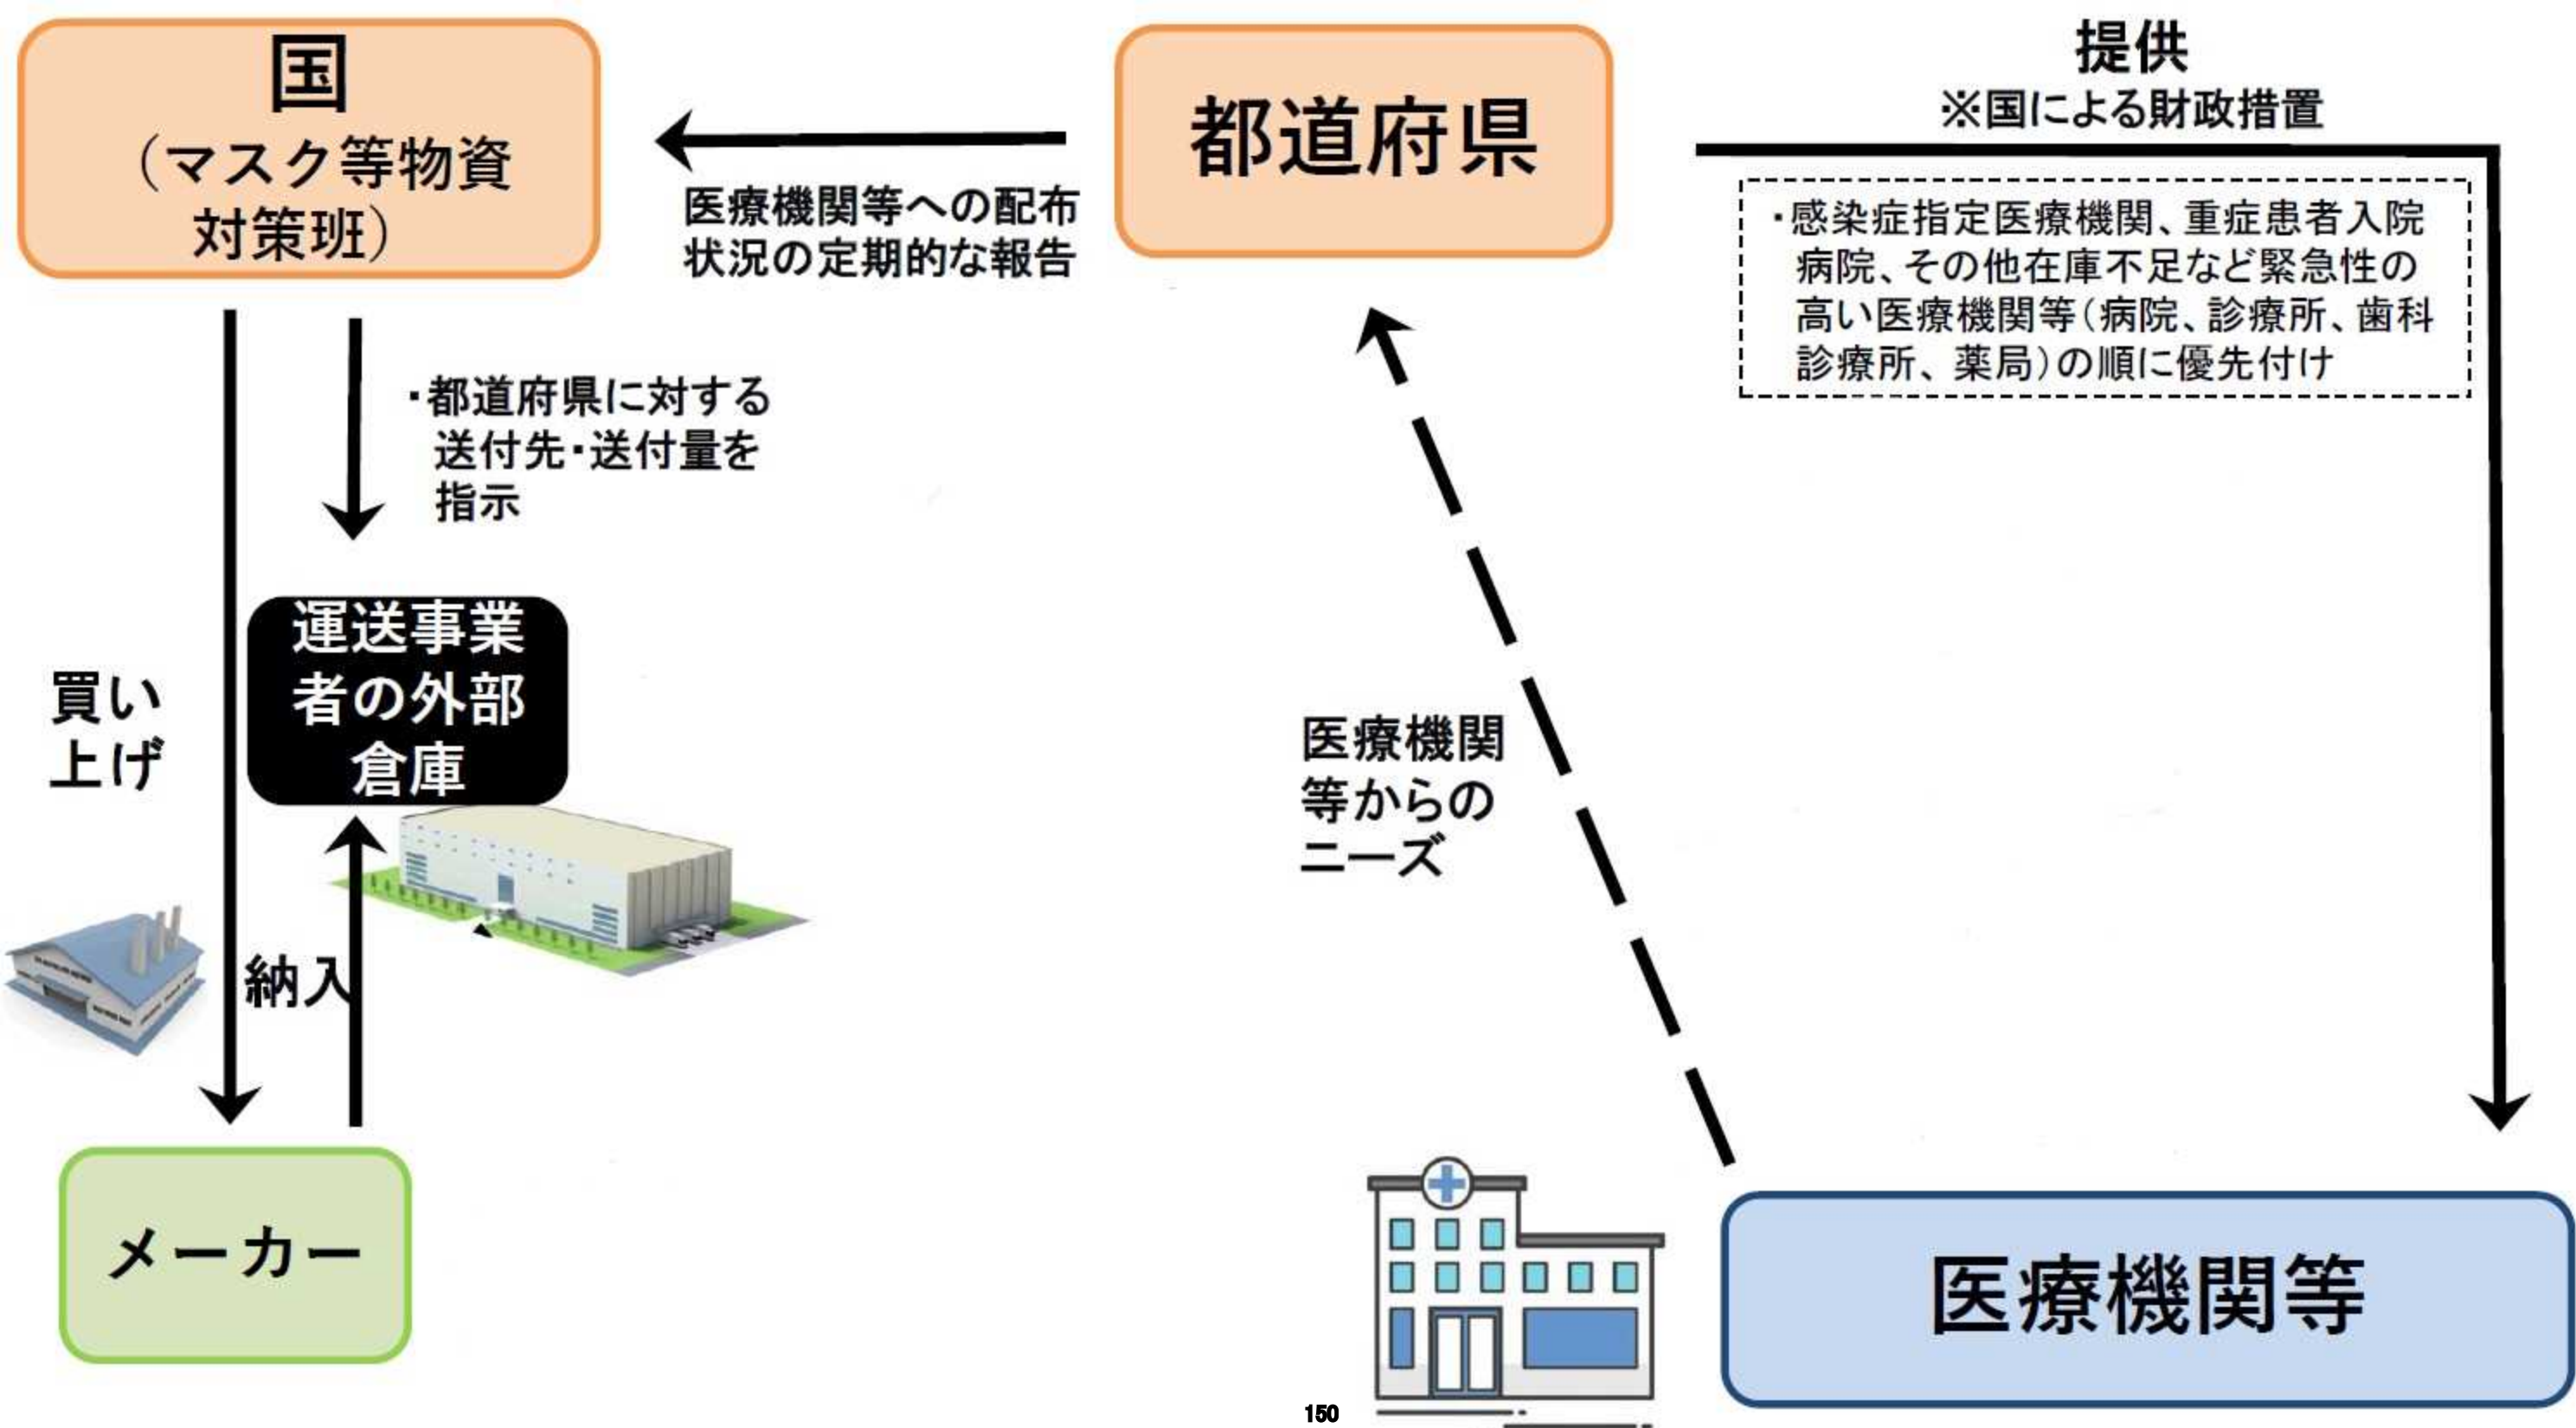 国
（マスク等物資
対策班）
都道府県
提供
※国による財政措置
医療機関等への配布
状況の定期的な報告
・感染症指定医療機関、重症患者入院
病院、その他在庫不足など緊急性の
高い医療機関等（病院、診療所、歯科
診療所、薬局）の順に優先付け
・都道府県に対する
送付先・送付量を
指示
運送事業
者の外部
倉庫
買い
上げ
医療機関
等からの
ニーズ
納入
メーカー
医療機関等
150